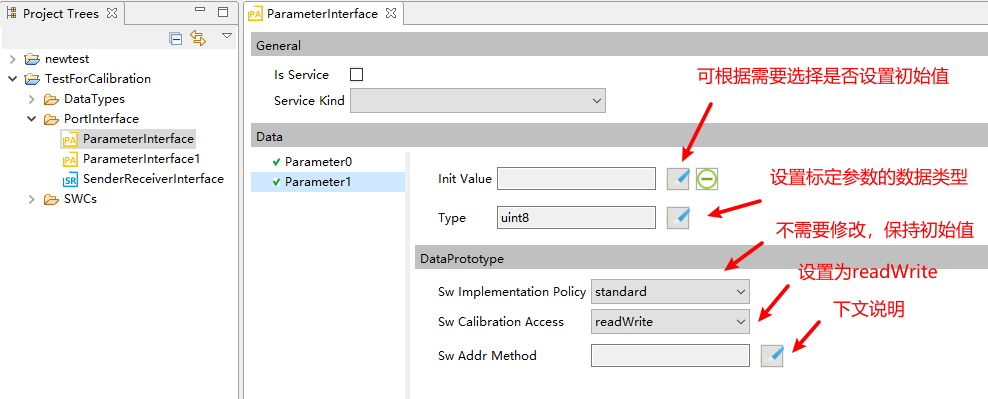 Project Trees
newtest
TestForCalibration
DataTypes
PortInterface
PA ParameterInterface
PA ParameterInterface1
SR SenderReceiverInterface
SWCs
PA ParameterInterface
General
Is Service
Service Kind
可根据需要选择是否设置初始值
Data
Parameter0
Parameter1
Init Value
设置标定参数的数据类型
Type uint8
不需要修改，保持初始值
DataPrototype
设置为readWrite
Sw Implementation Policy standard
下文说明
Sw Calibration Access readWrite
Sw Addr Method